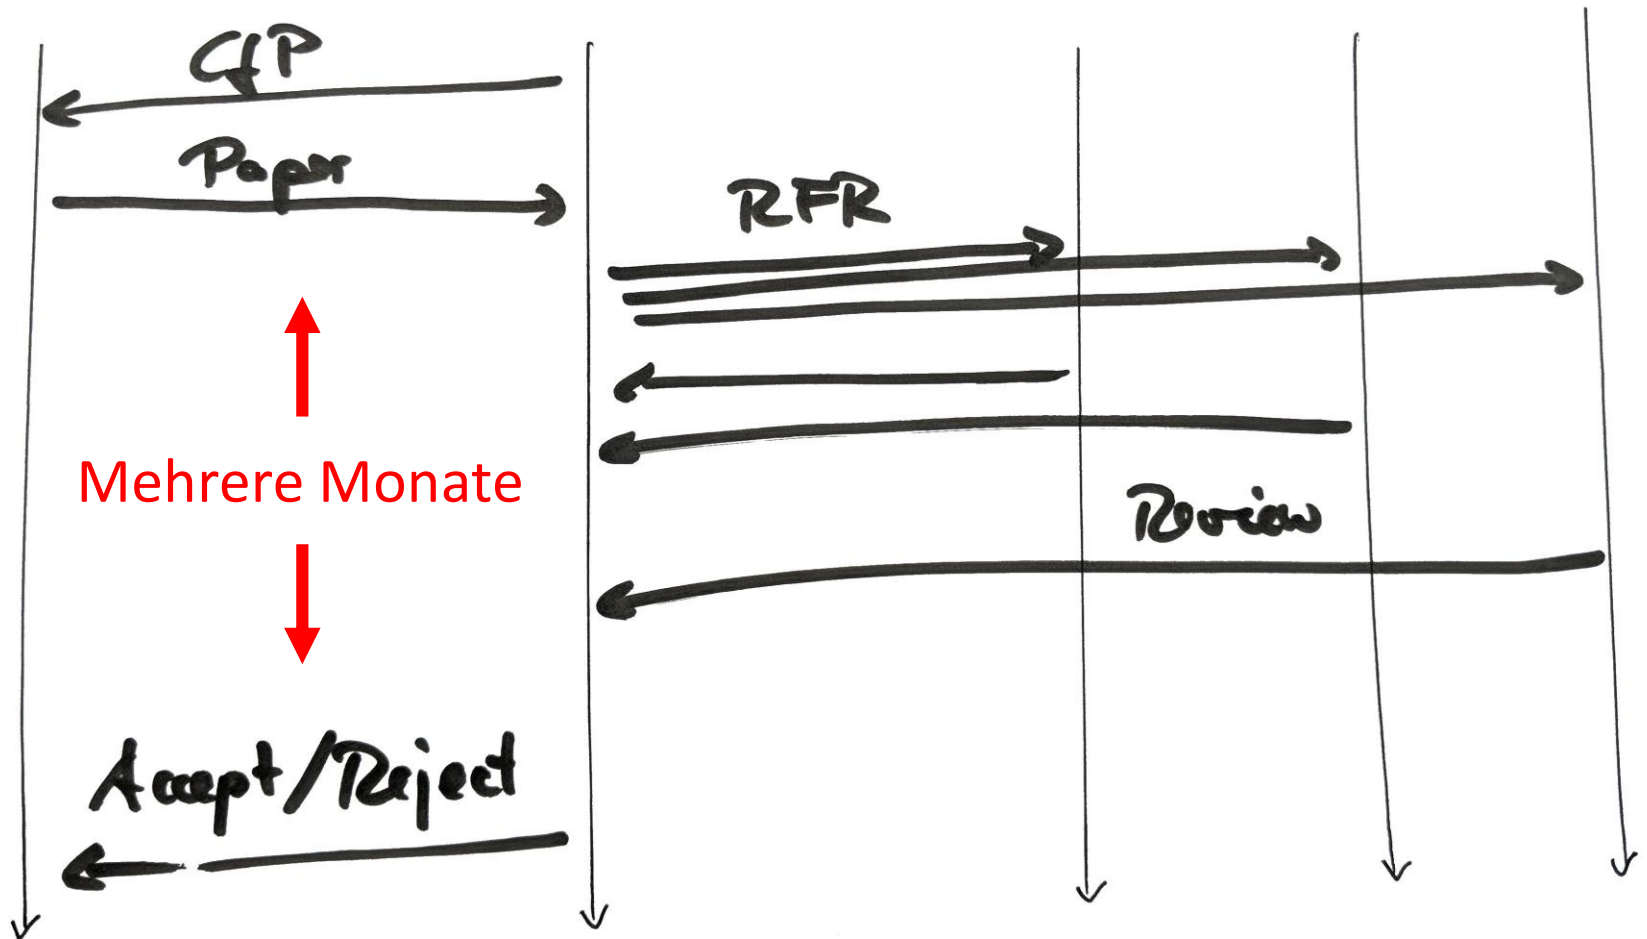 CfP
Paper
RFR
Mehrere Monate
Review
Accept/Reject